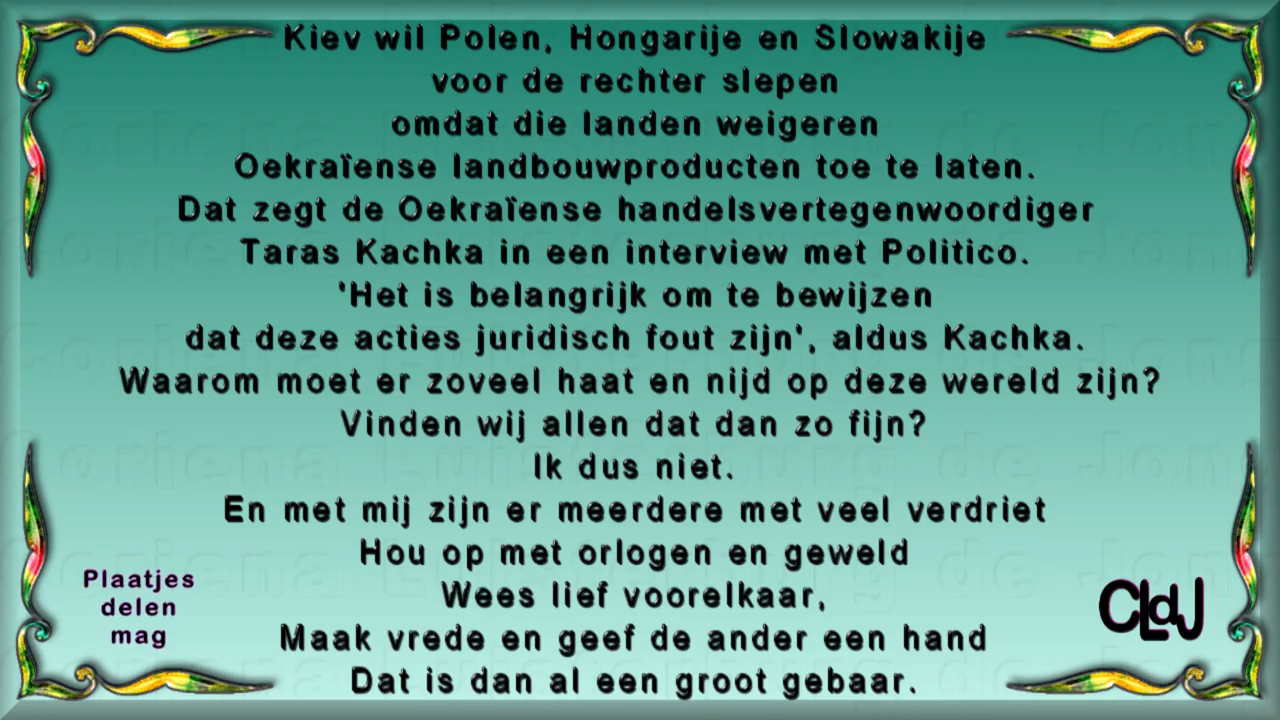 Kiev wil Polen, Hongarije en Slowakije
voor de rechter slepen
omdat die landen weigeren
Oekraïense landbouwproducten toe te laten.
Dat zegt de Oekraïense handelsvertegenwoordiger
Taras Kachka in een interview met Politico.
'Het is belangrijk om te bewijzen
dat deze acties juridisch fout zijn', aldus Kachka.
Waarom moet er zoveel haat en nijd op deze wereld zijn?
Vinden wij allen dat dan zo fijn?
Ik dus niet.
En met mij zijn er meerdere met veel verdriet
Hou op met orlogen en geweld
Wees lief voorelkaar,
Maak vrede en geef de ander een hand
Dat is dan al een groot gebaar.
Plaatjes
delen
mag
CLdJ